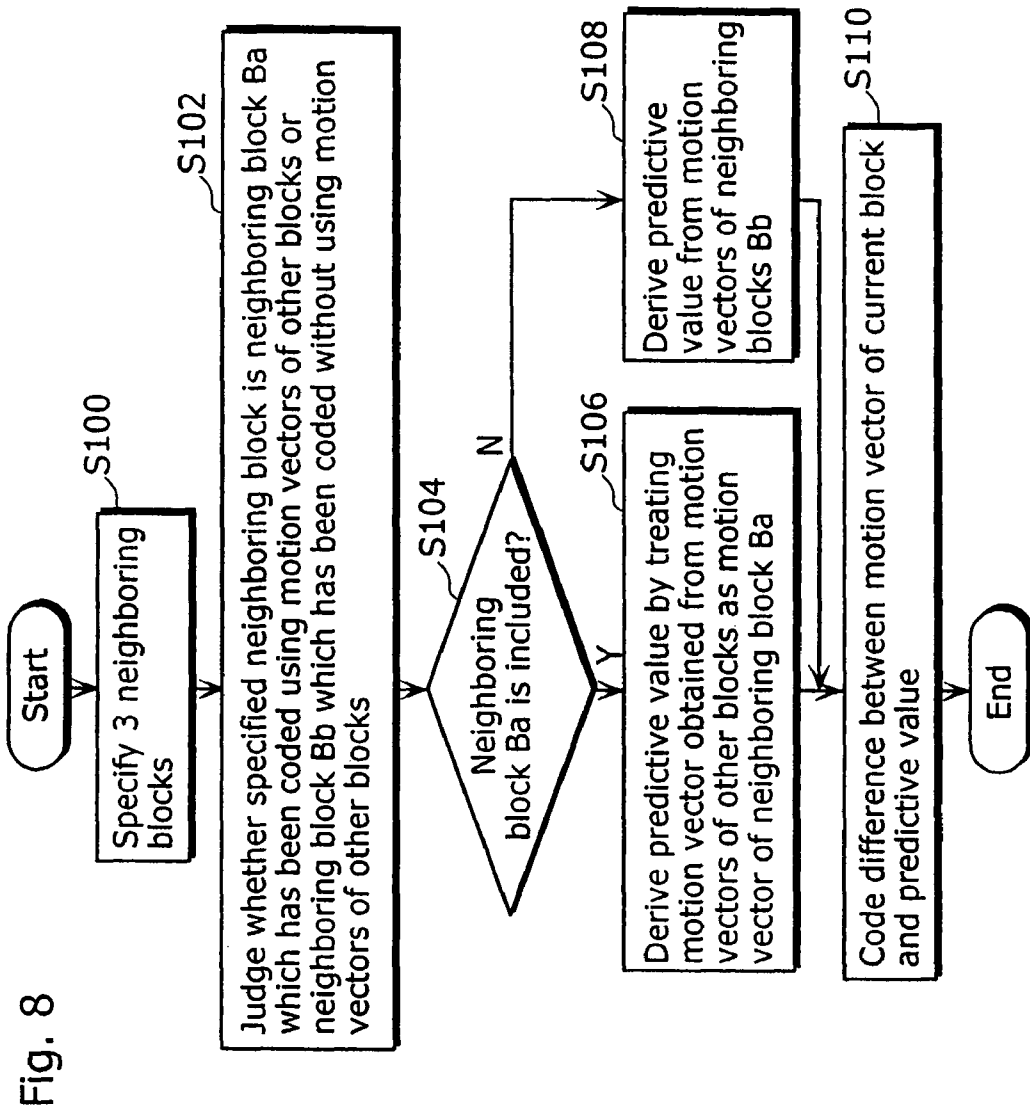 Fig. 8
Start
S100
Specify 3 neighboring
blocks
S102
Judge whether specified neighboring block is neighboring block Ba
which has been coded using motion vectors of other blocks or
neighboring block Bb which has been coded without using motion
vectors of other blocks
S104
Neighboring
block Ba is included?
N
Y
S106
Derive predictive value by treating
motion vector obtained from motion
vectors of other blocks as motion
vector of neighboring block Ba
S108
Derive predictive
value from motion
vectors of neighboring
blocks Bb
S110
Code difference between motion vector of current block
and predictive value
End